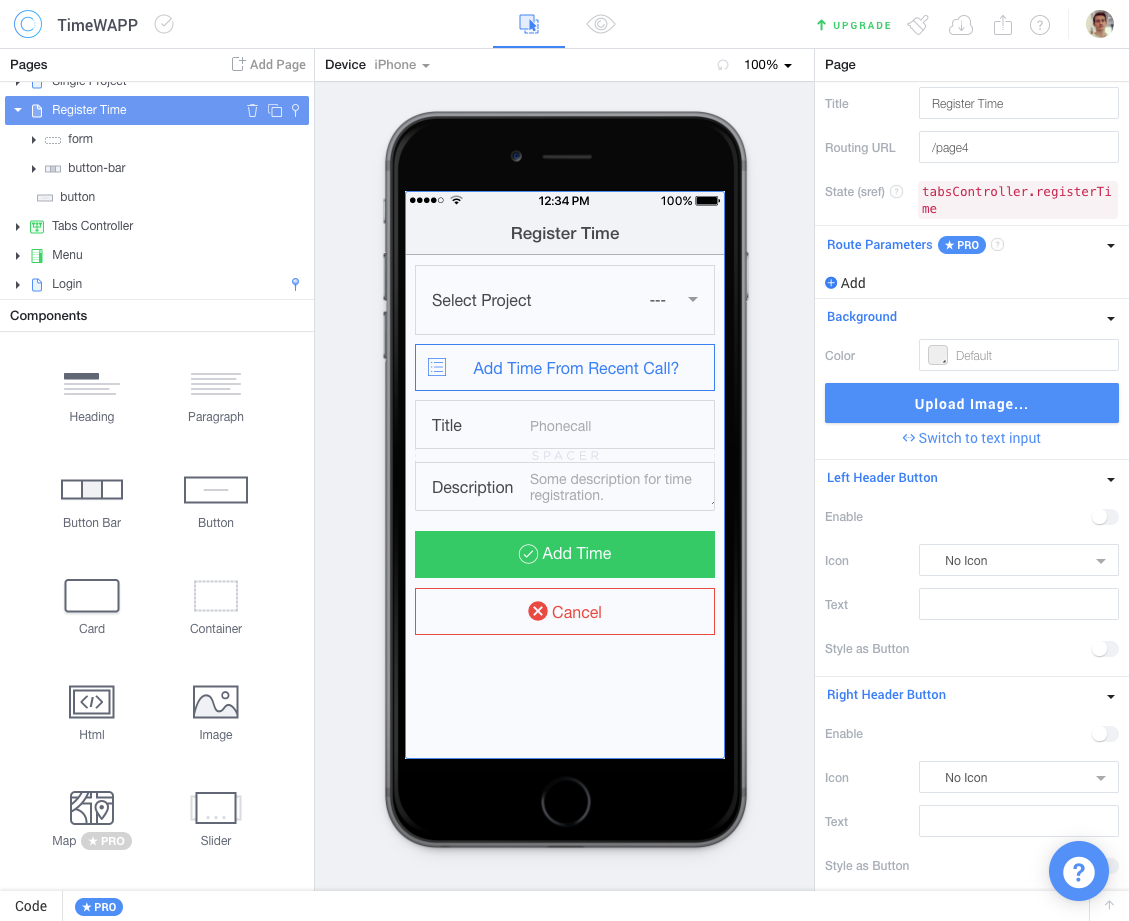 TimeWAPP
UPGRADE
Pages
Add Page
Single Project
Register Time
form
button-bar
button
Tabs Controller
Menu
Login
Components
Heading
Paragraph
Button Bar
Button
Card
Container
Html
Image
Map
★ PRO
Slider
Code
★ PRO
Device
iPhone
100%
12:34 PM
100%
Register Time
Select Project
---
Add Time From Recent Call?
Title
Phonecall
SPACER
Description
Some description for time
registration.
Add Time
Cancel
Page
Title
Register Time
Routing URL
/page4
State (sref)
?
tabsController.registerTi
me
Route Parameters
★ PRO
?
Add
Background
Color
Default
Upload Image...
<> Switch to text input
Left Header Button
Enable
Icon
No Icon
Text
Style as Button
Right Header Button
Enable
Icon
No Icon
Text
Style as Button
?